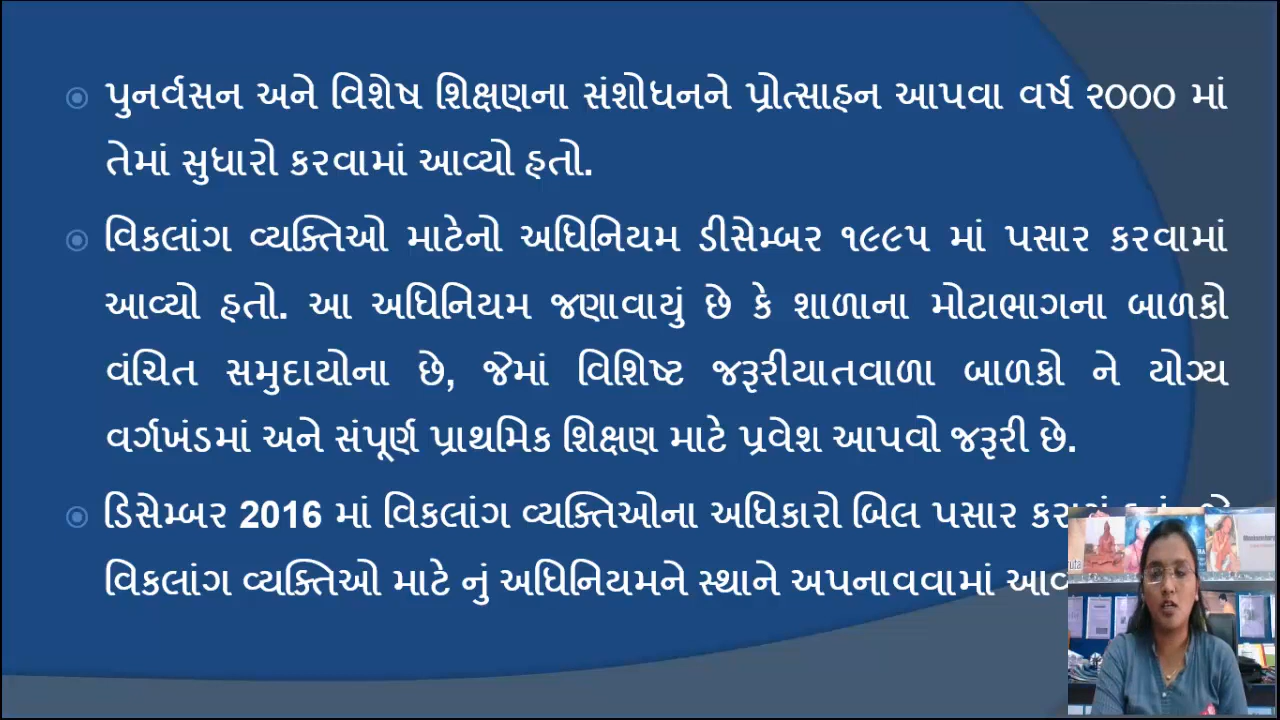 પુનર્વસન અને વિશેષ શિક્ષણના સંશોધનને પ્રોત્સાહન આપવા વર્ષ ૨૦૦૦ માં
તેમાં સુધારો કરવામાં આવ્યો હતો.
વિકલાંગ વ્યક્તિઓ માટેનો અધિનિયમ ડીસેમ્બર ૧૯૯૫ માં પસાર કરવામાં
આવ્યો હતો. આ અધિનિયમ જણાવાયું છે કે શાળાના મોટાભાગના બાળકો
વંચિત સમુદાયોના છે, જેમાં વિશિષ્ટ જરૂરીયાતવાળા બાળકો ને યોગ્ય
વર્ગખંડમાં અને સંપૂર્ણ પ્રાથમિક શિક્ષણ માટે પ્રવેશ આપવો જરૂરી છે.
ડિસેમ્બર 2016 માં વિકલાંગ વ્યક્તિઓના અધિકારો બિલ પસાર
વિકલાંગ વ્યક્તિઓ માટે નું અધિનિયમને સ્થાને અપનાવવામાં